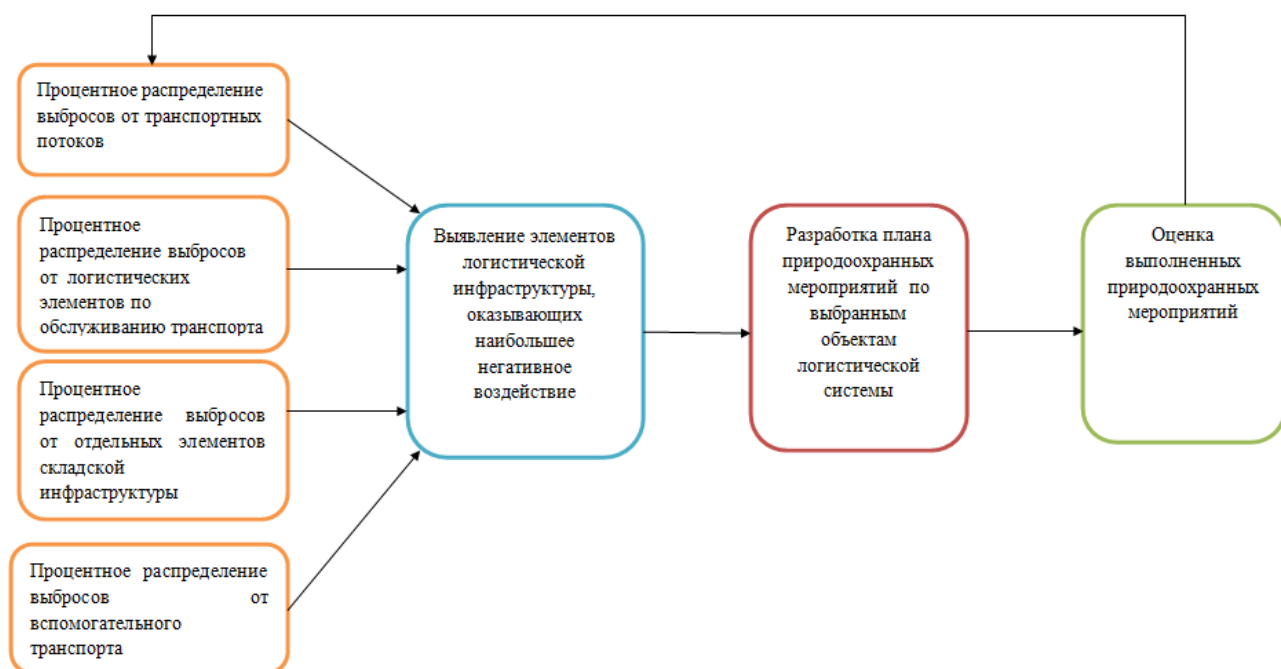 Процентное распределение
выбросов от транспортных
потоков
Процентное
распределение выбросов
от логистических
элементов по
обслуживанию транспорта
Процентное
распределение выбросов
от отдельных элементов
складской
инфраструктуры
Процентное распределение
выбросов от
вспомогательного
транспорта
Выявление элементов
логистической
инфраструктуры,
оказывающих
наибольшее
негативное
воздействие
Разработка плана
природоохранных
мероприятий по
выбранным
объектам
логистической
системы
Оценка
выполненных
природоохранных
мероприятий